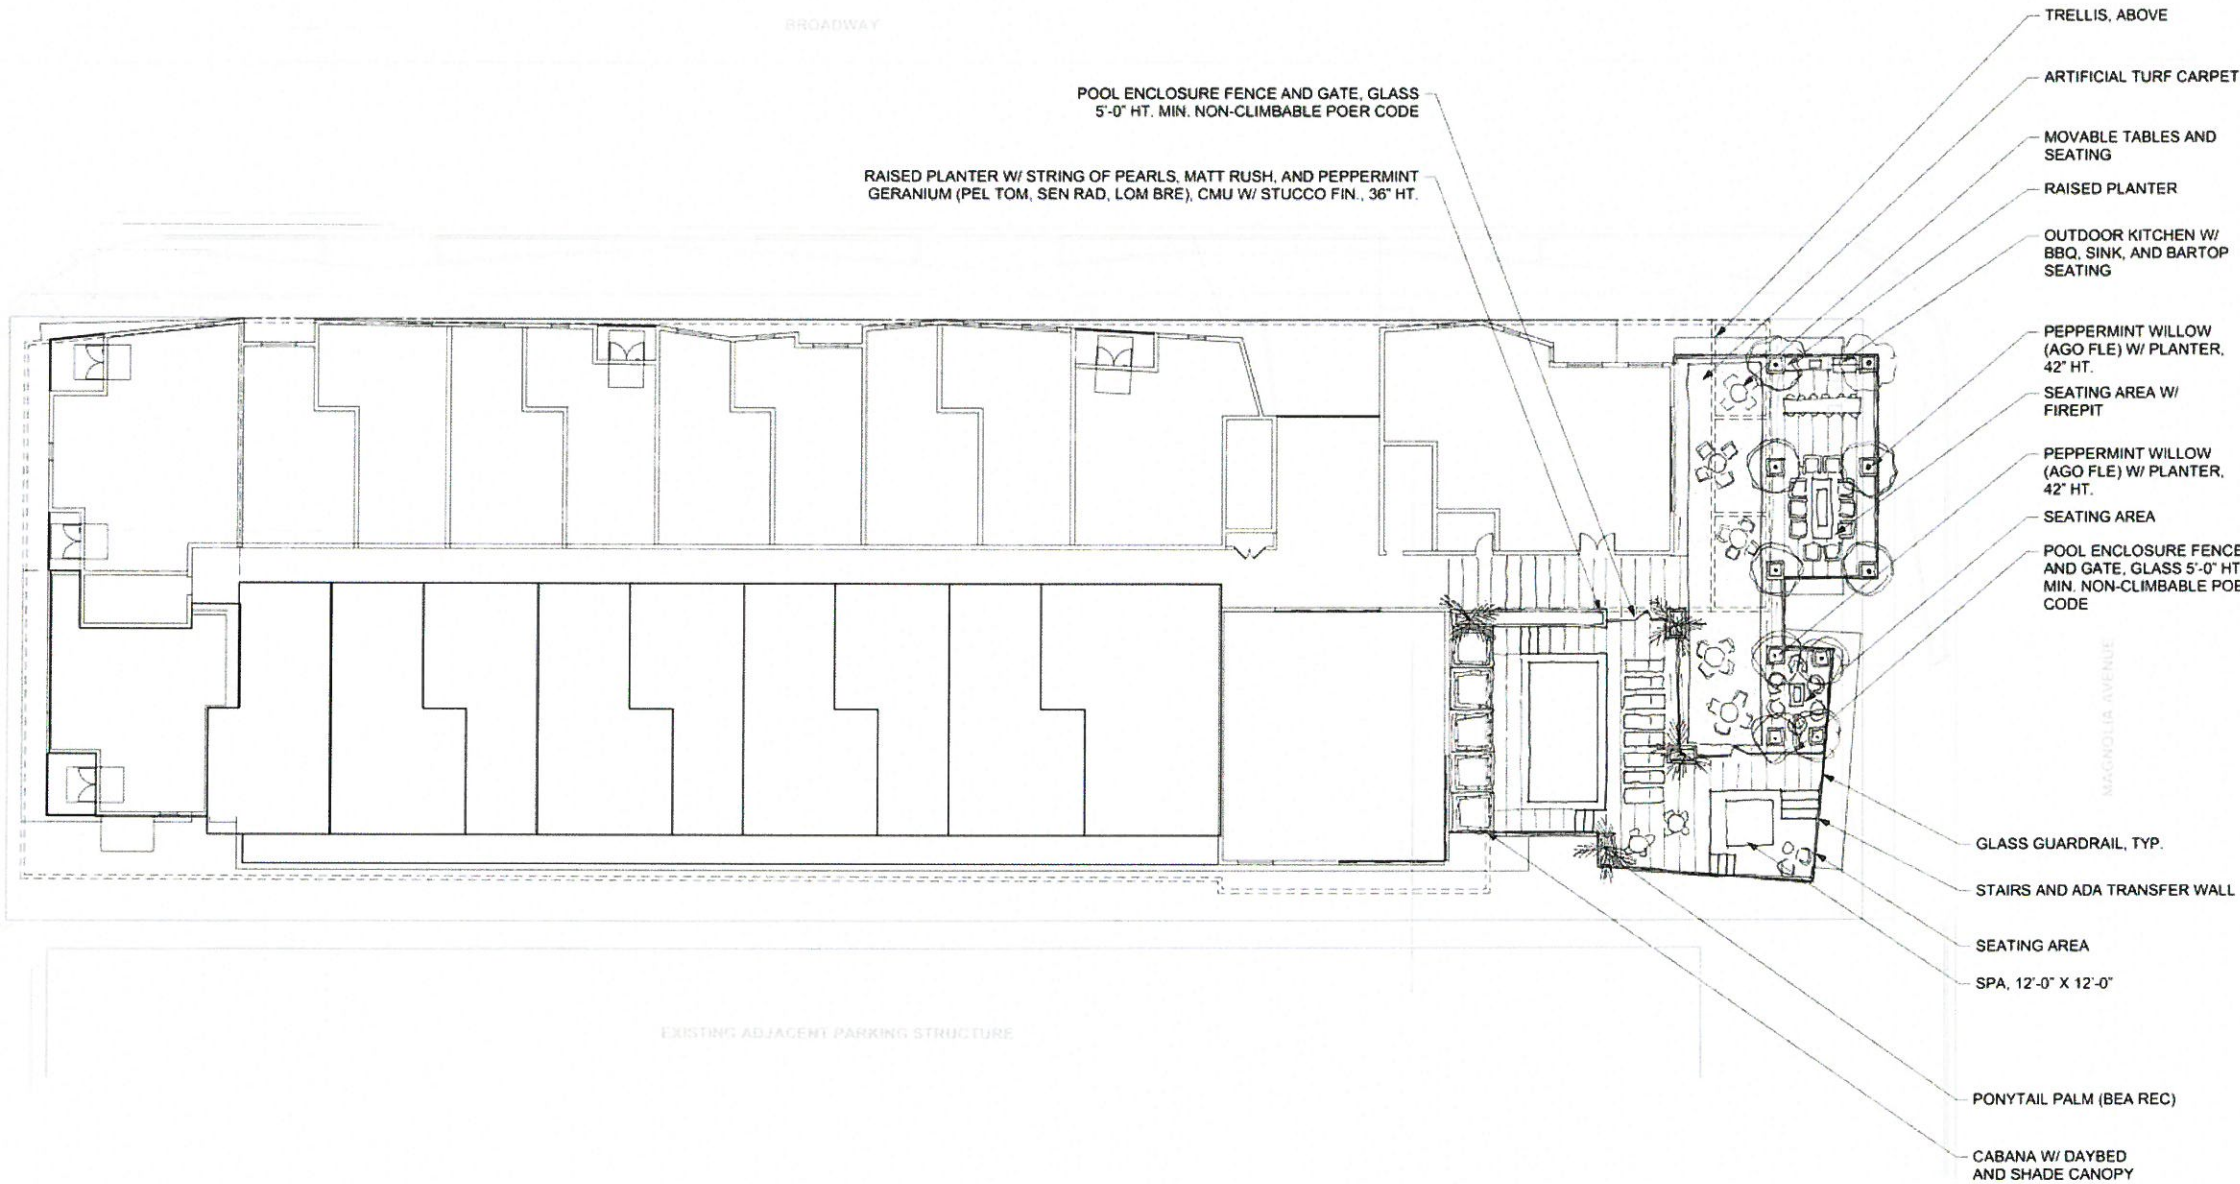 BROADWAY
POOL ENCLOSURE FENCE AND GATE, GLASS
5'-0" HT. MIN. NON-CLIMBABLE POER CODE
RAISED PLANTER W/ STRING OF PEARLS, MATT RUSH, AND PEPPERMINT
GERANIUM (PEL TOM, SEN RAD, LOM BRE), CMU W/ STUCCO FIN., 36" HT.
TRELLIS, ABOVE
ARTIFICIAL TURF CARPET
MOVABLE TABLES AND
SEATING
RAISED PLANTER
OUTDOOR KITCHEN W/
BBQ, SINK, AND BARTOP
SEATING
PEPPERMINT WILLOW
(AGO FLE) W/ PLANTER,
42" HT.
SEATING AREA W/
FIREPIT
PEPPERMINT WILLOW
(AGO FLE) W/ PLANTER,
42" HT.
SEATING AREA
POOL ENCLOSURE FENCE
AND GATE, GLASS 5'-0" HT
MIN. NON-CLIMBABLE POE
CODE
MAGNOLIA AVENUE
GLASS GUARDRAIL, TYP.
STAIRS AND ADA TRANSFER WALL
SEATING AREA
SPA, 12'-0" X 12'-0"
EXISTING ADJACENT PARKING STRUCTURE
PONYTAIL PALM (BEA REC)
CABANA W/ DAYBED
AND SHADE CANOPY